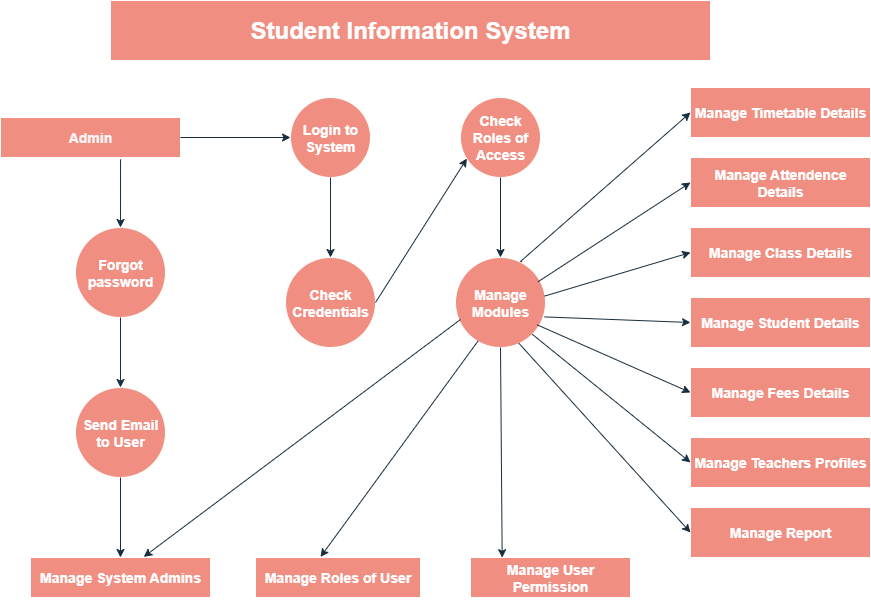 Student Information System
Admin
Login to
System
Check
Roles of
Access
Manage Timetable Details
Manage Attendence
Details
Manage Class Details
Forgot
password
Check
Credentials
Manage
Modules
Manage Student Details
Manage Fees Details
Send Email
to User
Manage Teachers Profiles
Manage Report
Manage System Admins
Manage Roles of User
Manage User
Permission